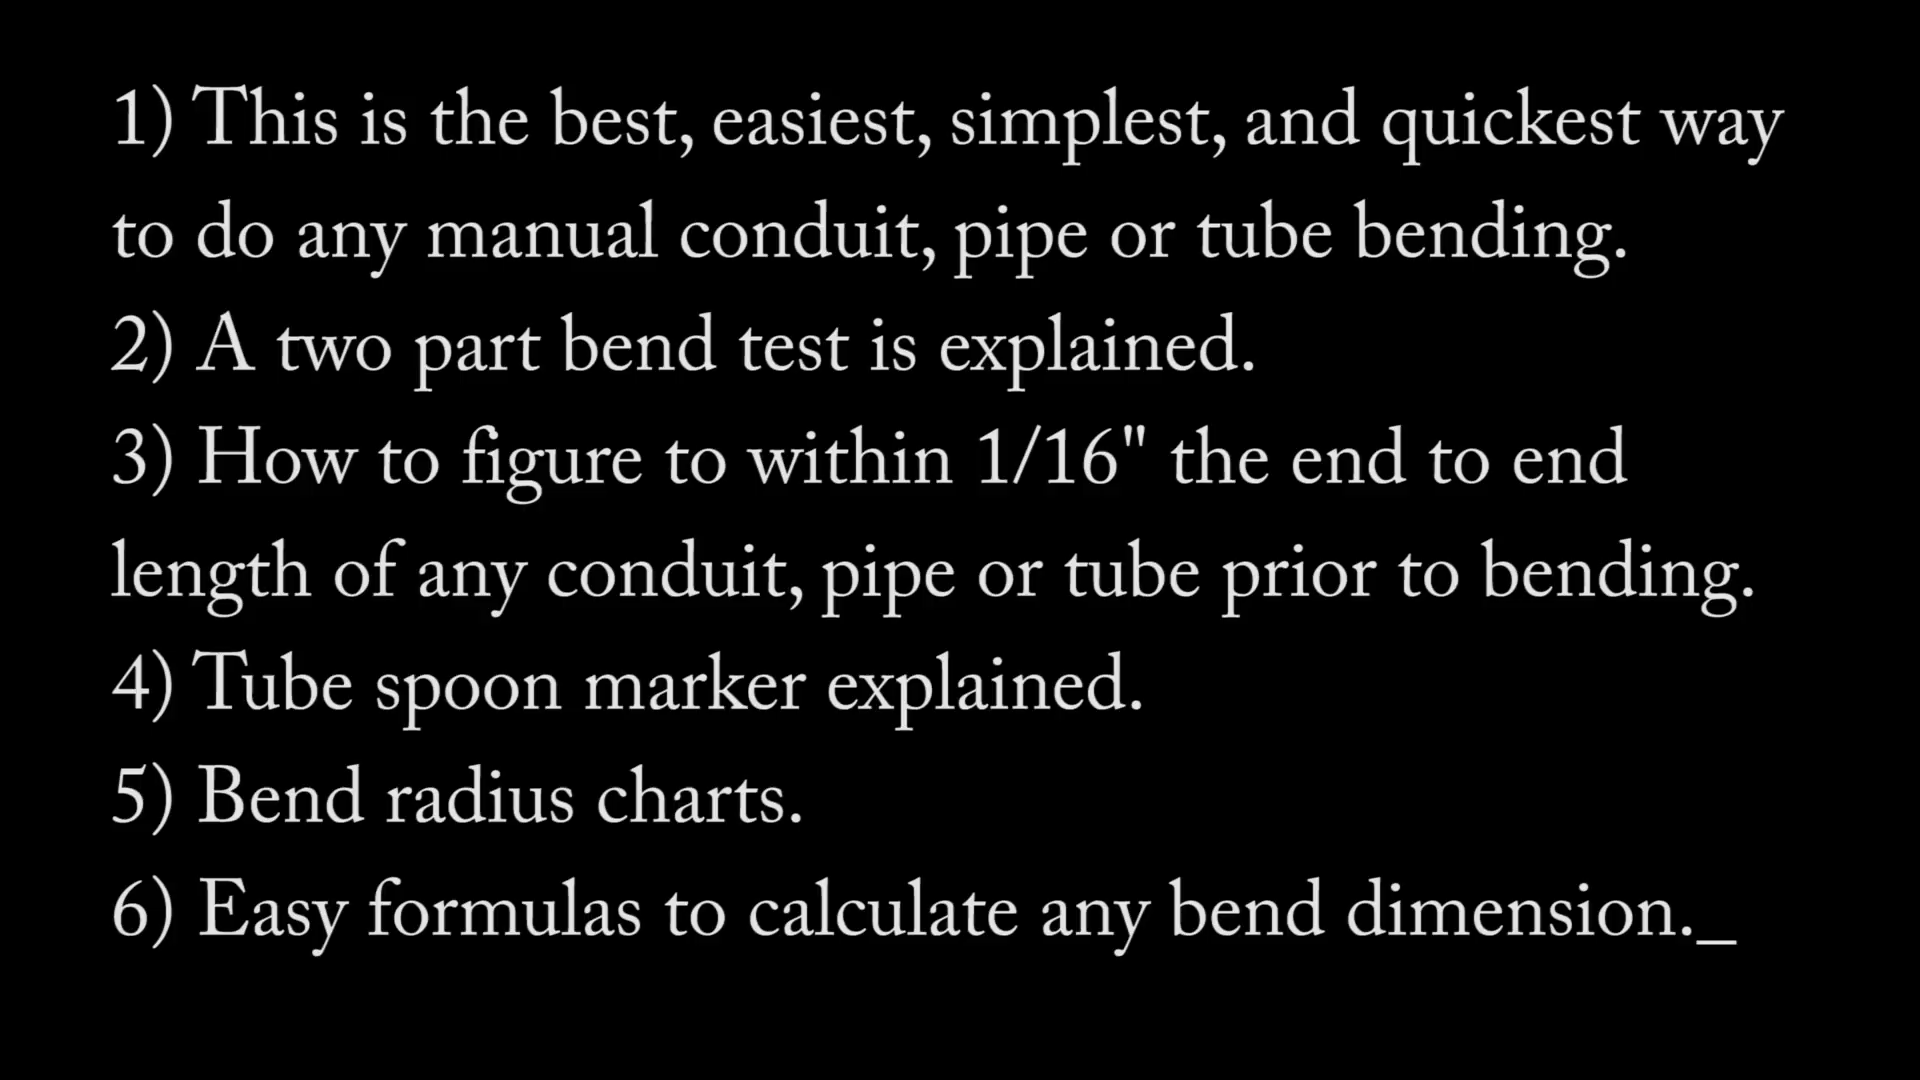 1) This is the best, easiest, simplest, and quickest way
to do any manual conduit, pipe or tube bending.
2) A two part bend test is explained.
3) How to figure to within 1/16" the end to end
length of any conduit, pipe or tube prior to bending.
4) Tube spoon marker explained.
5) Bend radius charts.
6) Easy formulas to calculate any bend dimension._